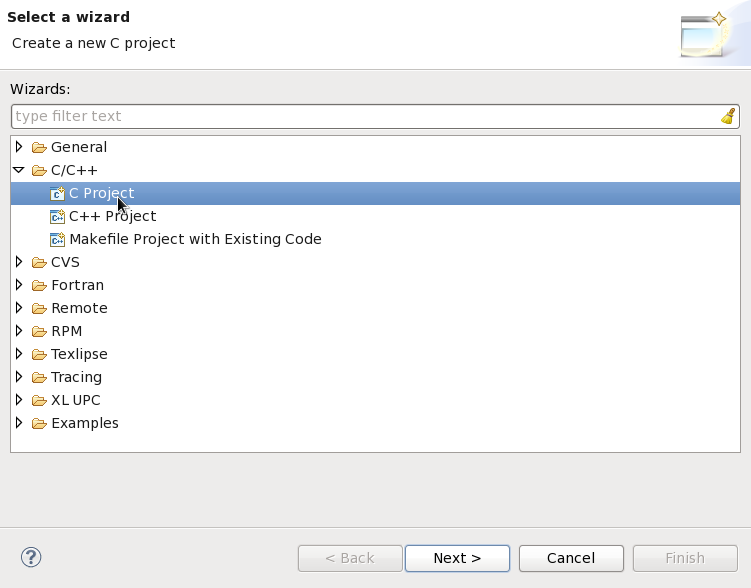 Select a wizard
Create a new C project
Wizards:
type filter text
General
C/C++
C Project
C++ Project
Makefile Project with Existing Code
CVS
Fortran
Remote
RPM
Texlipse
Tracing
XL UPC
Examples
< Back Next > Cancel Finish